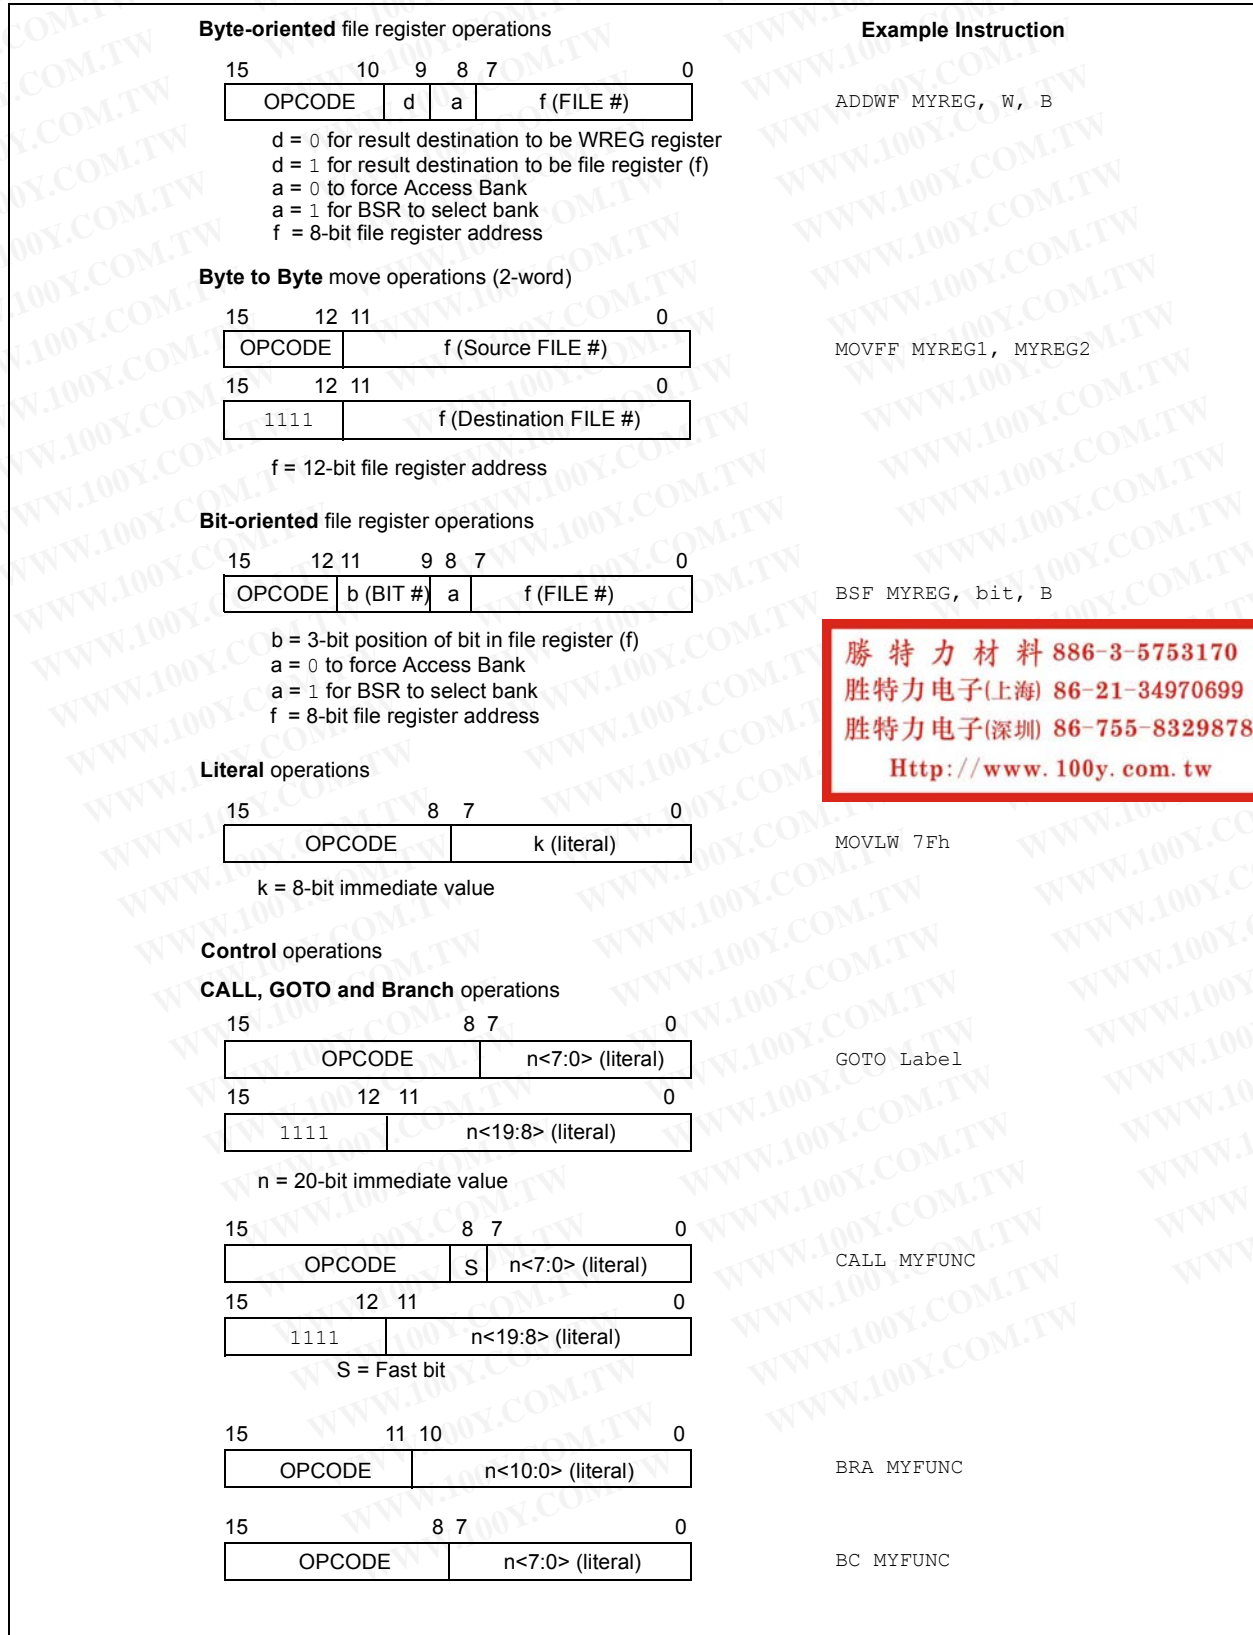 Byte-oriented file register operations
Example Instruction
15 10 9 8 7 0
OPCODE d a f (FILE #)
ADDWF MYREG, W, B
d = 0 for result destination to be WREG register
d = 1 for result destination to be file register (f)
a = 0 to force Access Bank
a = 1 for BSR to select bank
f = 8-bit file register address
Byte to Byte move operations (2-word)
15 12 11 0
OPCODE f (Source FILE #)
MOVFF MYREG1, MYREG2
15 12 11 0
1111 f (Destination FILE #)
f = 12-bit file register address
Bit-oriented file register operations
15 12 11 9 8 7 0
OPCODE b (BIT #) a f (FILE #)
BSF MYREG, bit, B
b = 3-bit position of bit in file register (f)
a = 0 to force Access Bank
a = 1 for BSR to select bank
f = 8-bit file register address
勝 特 力 材 料 886-3-5753170
胜特力电子(上海) 86-21-34970699
胜特力电子(深圳) 86-755-8329878
Http://www.100y.com.tw
Literal operations
15 8 7 0
OPCODE k (literal)
MOVLW 7Fh
k = 8-bit immediate value
Control operations
CALL, GOTO and Branch operations
15 8 7 0
OPCODE n<7:0> (literal)
GOTO Label
15 12 11 0
1111 n<19:8> (literal)
n = 20-bit immediate value
15 8 7 0
OPCODE S n<7:0> (literal)
CALL MYFUNC
15 12 11 0
1111 n<19:8> (literal)
S = Fast bit
15 11 10 0
OPCODE n<10:0> (literal)
BRA MYFUNC
15 8 7 0
OPCODE n<7:0> (literal)
BC MYFUNC
WWW.100Y.COM.TW